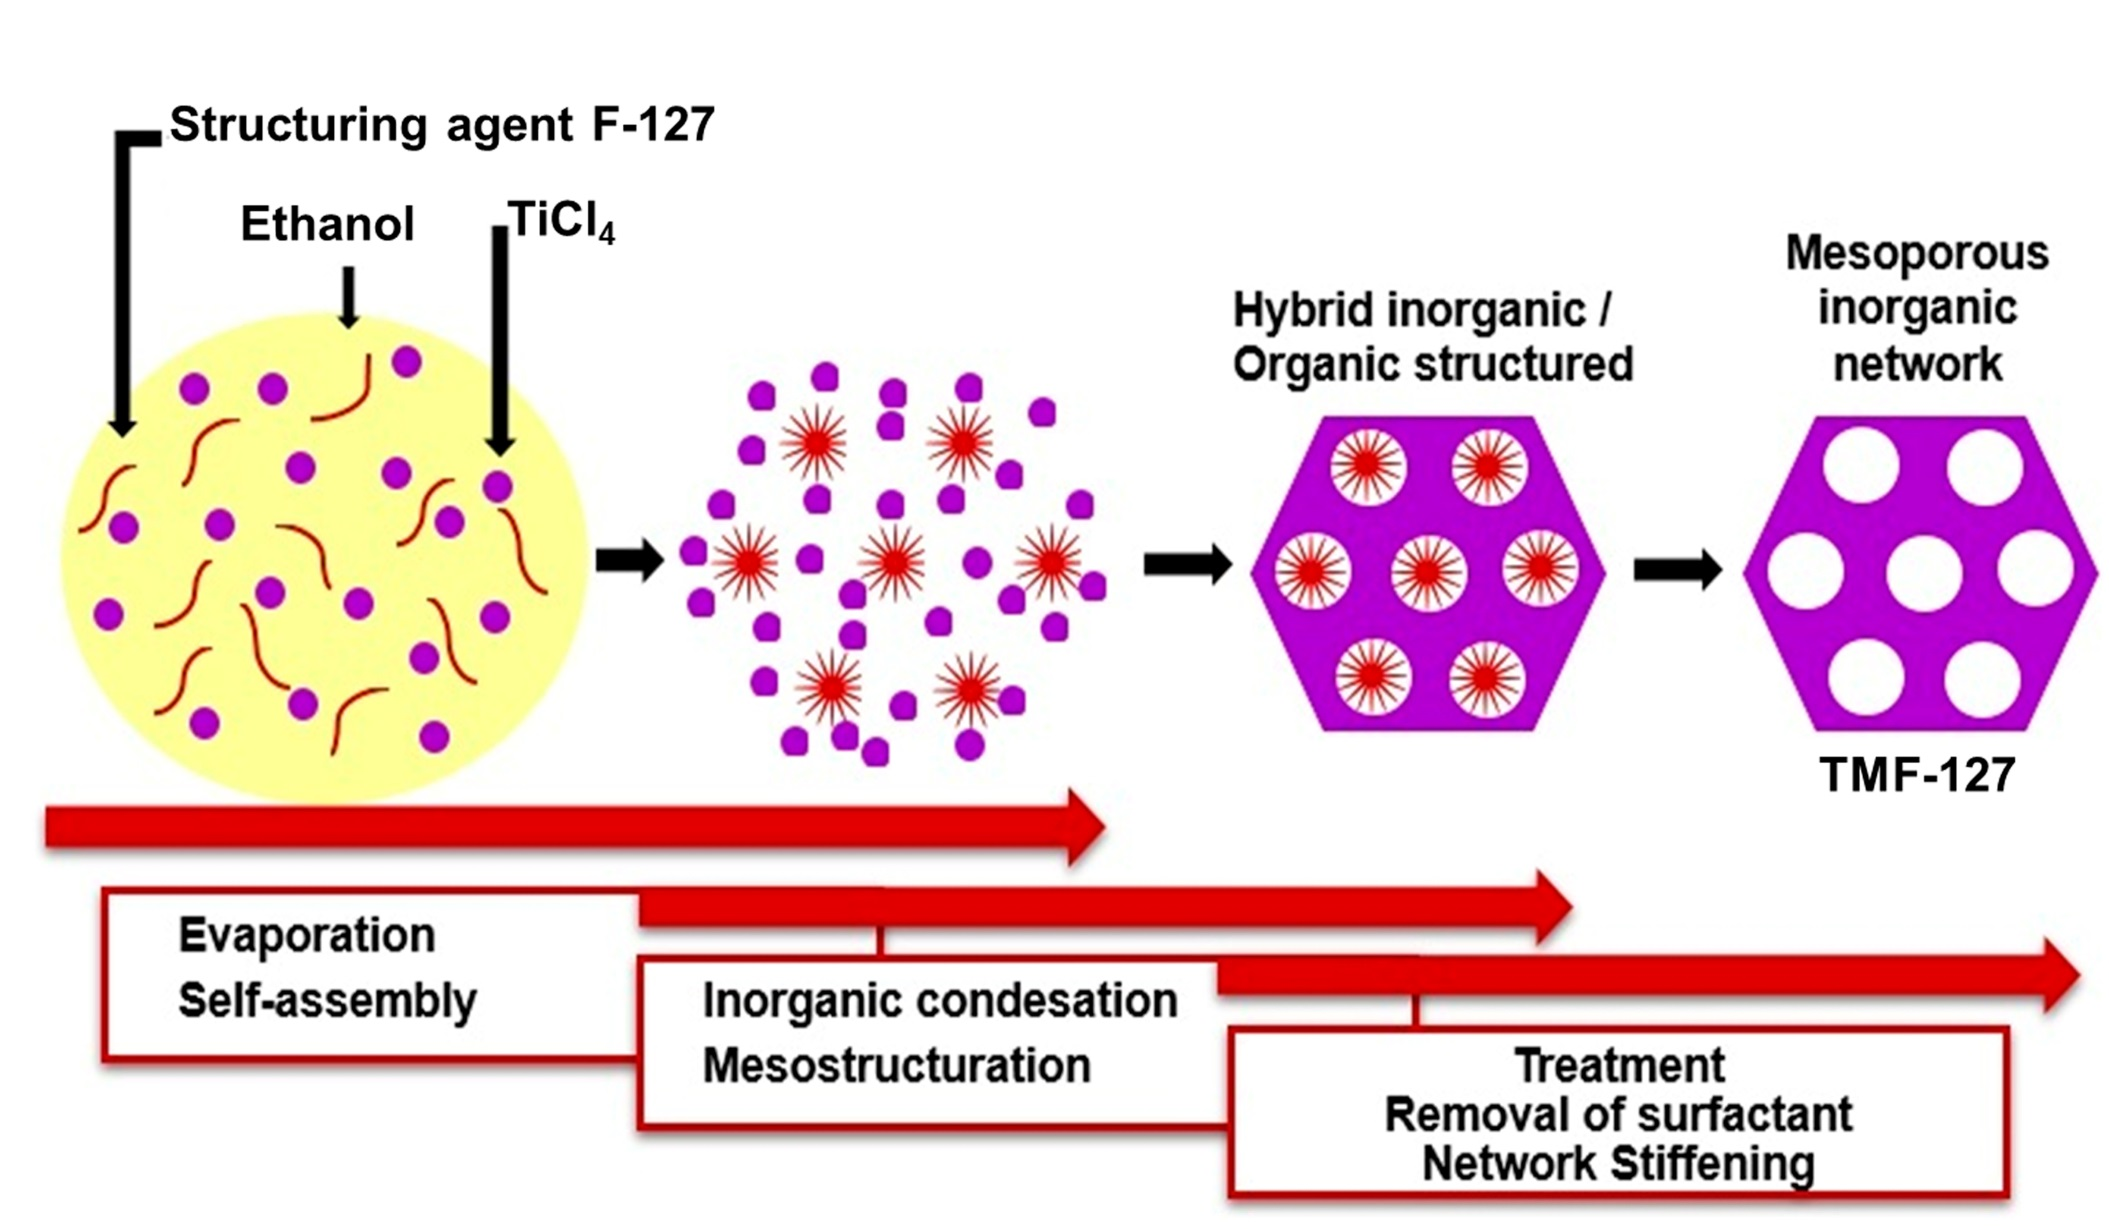 Structuring agent F-127
Ethanol
TiCl₄
Hybrid inorganic /
Organic structured
Mesoporous
inorganic
network
TMF-127
Evaporation
Self-assembly
Inorganic condesation
Mesostructuration
Treatment
Removal of surfactant
Network Stiffening